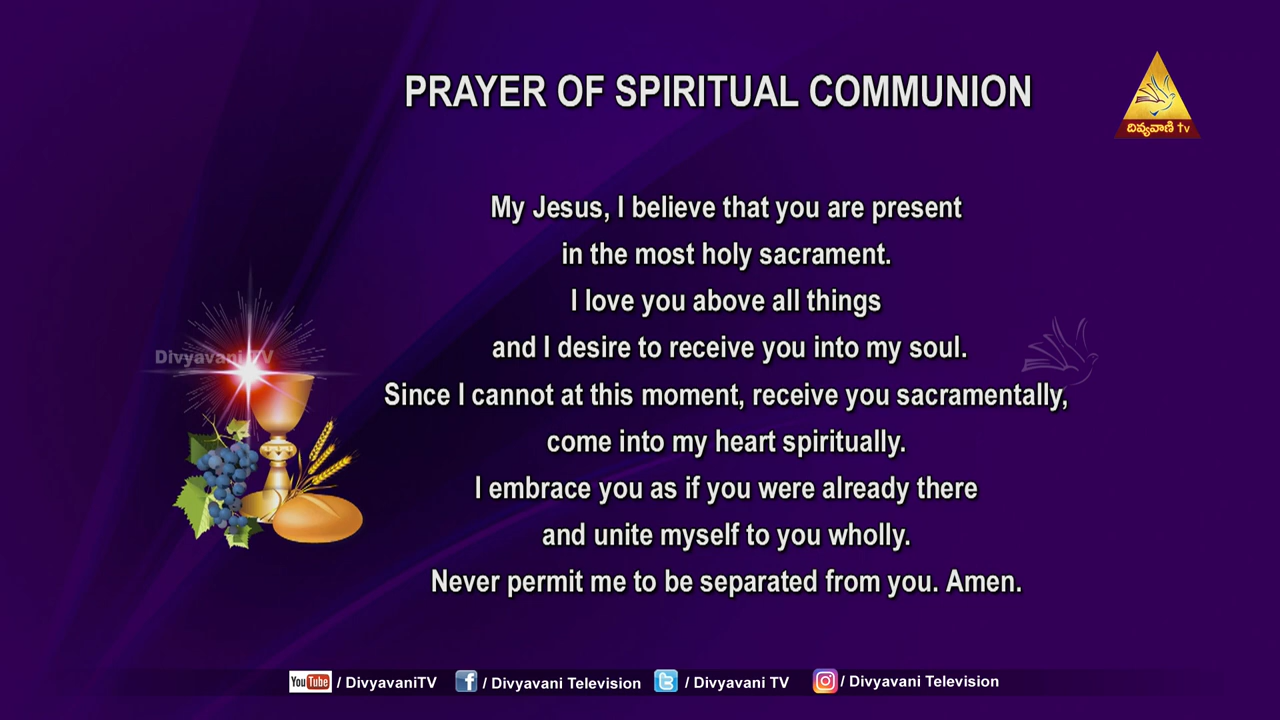 PRAYER OF SPIRITUAL COMMUNION
దివ్యవాణి tv
My Jesus, I believe that you are present
in the most holy sacrament.
I love you above all things
and I desire to receive you into my soul.
Divyavani TV
Since I cannot at this moment, receive you sacramentally,
come into my heart spiritually.
I embrace you as if you were already there
and unite myself to you wholly.
Never permit me to be separated from you. Amen.
YouTube / DivyavaniTV f / Divyavani Television / Divyavani TV / Divyavani Television